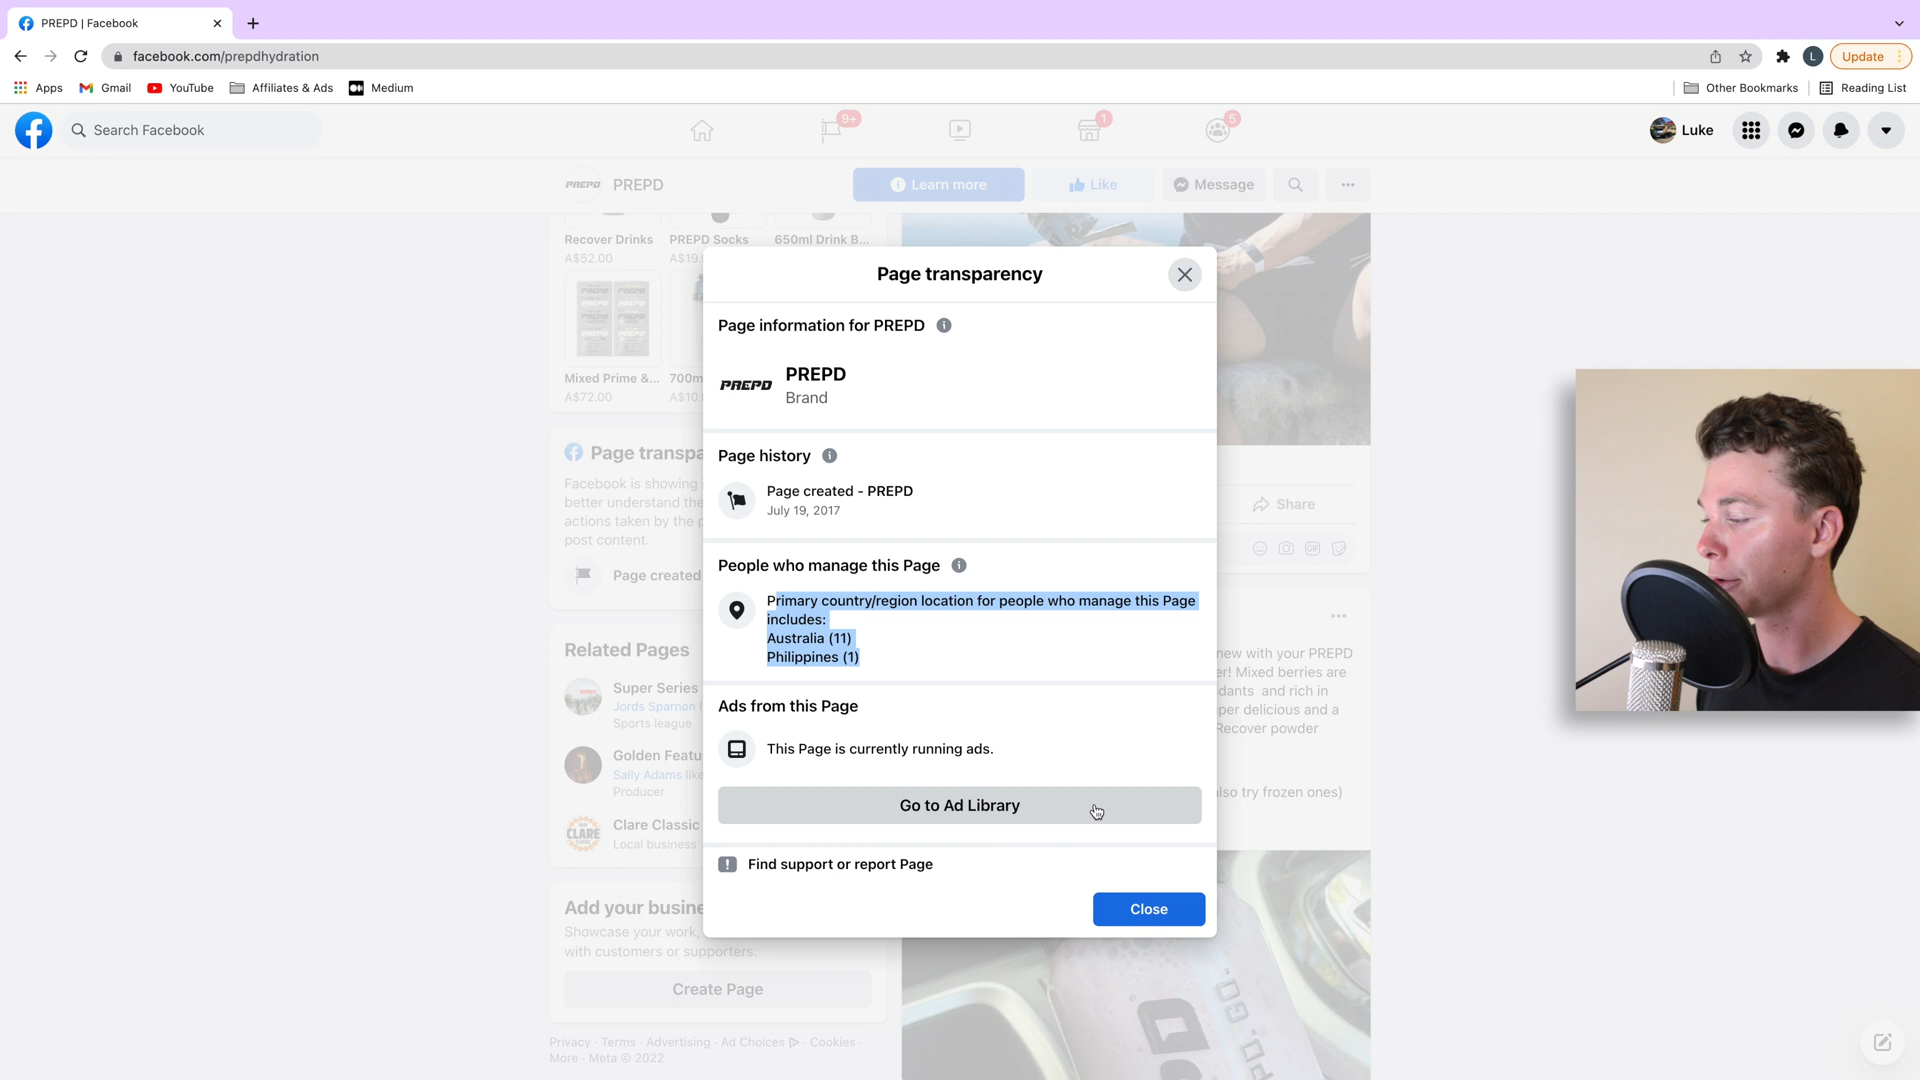 PREPD | Facebook
facebook.com/prepdhydration
Update
Apps
Gmail
YouTube
Affiliates & Ads
Medium
Other Bookmarks
Reading List
L
Search Facebook
9+
1
5
Luke
PREPD
PREPD
Learn more
Like
Message
Recover Drinks
A$52.00
PREPD Socks
A$19.
650ml Drink B...
Mixed Prime &...
A$72.00
700m
A$10.
Page transpa
Facebook is showing
better understand the
actions taken by the p
post content.
Page created
Related Pages
Super Series
Jords Sparnon l
Sports league
Golden Featu
Sally Adams like
Producer
CLARE
Clare Classic
Local business
Add your busine
Showcase your work,
with customers or supporters.
Create Page
Privacy · Terms · Advertising · Ad Choices · Cookies ·
More · Meta © 2022
Page transparency
Page information for PREPD
PREPD
PREPD
Brand
Page history
Page created - PREPD
July 19, 2017
People who manage this Page
Primary country/region location for people who manage this Page
includes:
Australia (11)
Philippines (1)
Ads from this Page
This Page is currently running ads.
Go to Ad Library
Find support or report Page
Close
Share
GIF
new with your PREPD
er! Mixed berries are
dants and rich in
per delicious and a
Recover powder
lso try frozen ones)
GO.